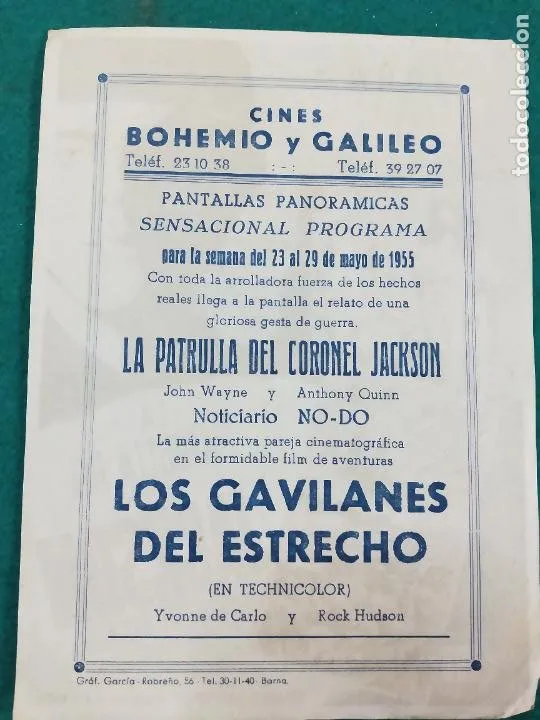 CINES
BOHEMIO y GALILEO
Teléf. 23 10 38 :-: Teléf. 39 27 07
PANTALLAS PANORAMICAS
SENSACIONAL PROGRAMA
para la semana del 23 al 29 de mayo de 1955
Con toda la arrolladora fuerza de los hechos
reales llega a la pantalla el relato de una
gloriosa gesta de guerra.
LA PATRULLA DEL CORONEL JACKSON
John Wayne y Anthony Quinn
Noticiario NO-DO
La más atractiva pareja cinematográfica
en el formidable film de aventuras
LOS GAVILANES
DEL ESTRECHO
(EN TECHNICOLOR)
Yvonne de Carlo y Rock Hudson
Gráf. García - Robreño, 56 - Tel. 30-11-40 - Barna.
todocoleccion.net